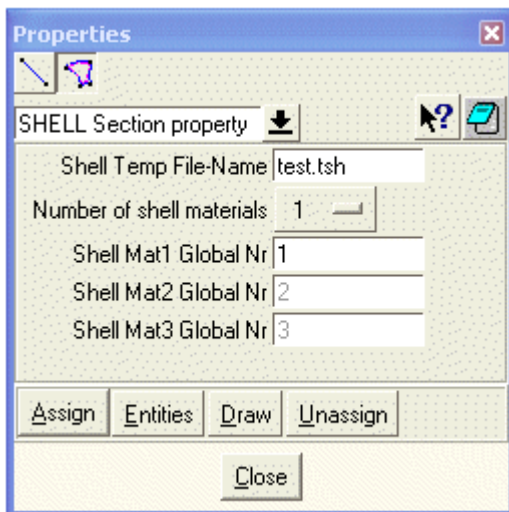 Properties
SHELL Section property
Shell Temp File-Name test.tsh
Number of shell materials 1
Shell Mat1 Global Nr 1
Shell Mat2 Global Nr 2
Shell Mat3 Global Nr 3
Assign Entities Draw Unassign
Close